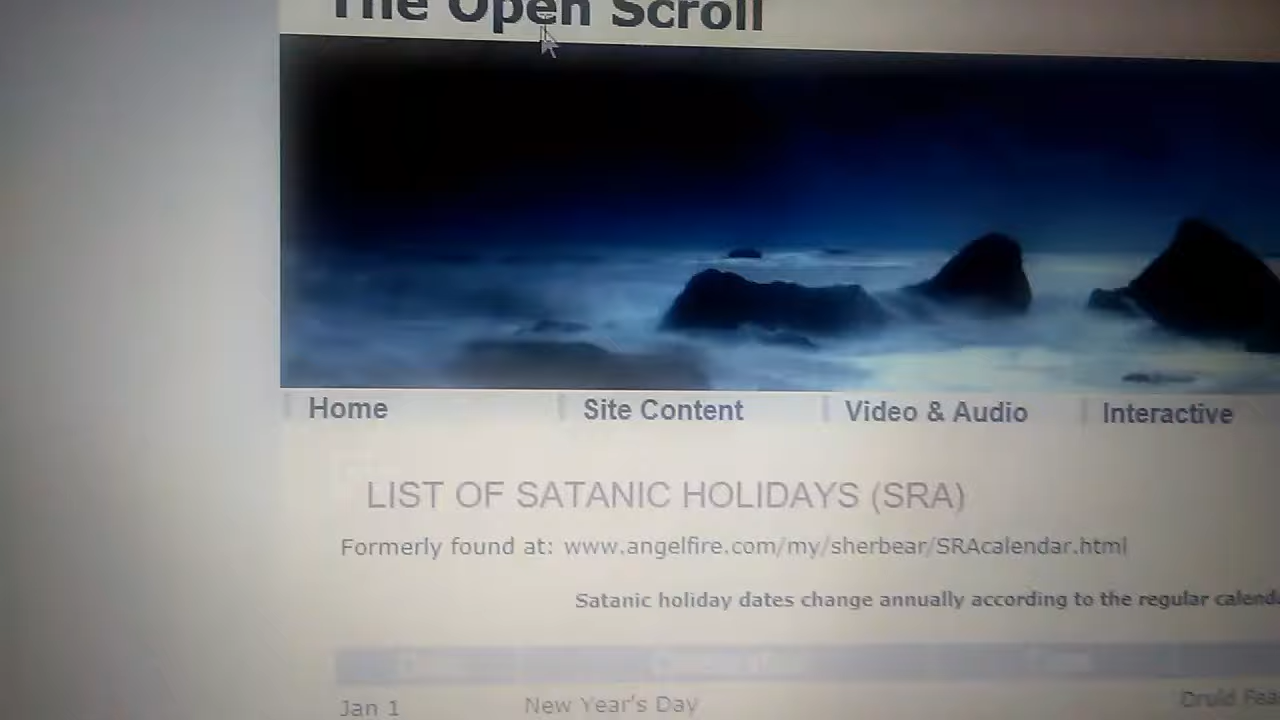 The Open Scroll
Home Site Content Video & Audio Interactive
LIST OF SATANIC HOLIDAYS (SRA)
Formerly found at: www.angelfire.com/my/sherbear/SRAcalendar.html
Satanic holiday dates change annually according to the regular
Jan 1 New Year's Day Druid